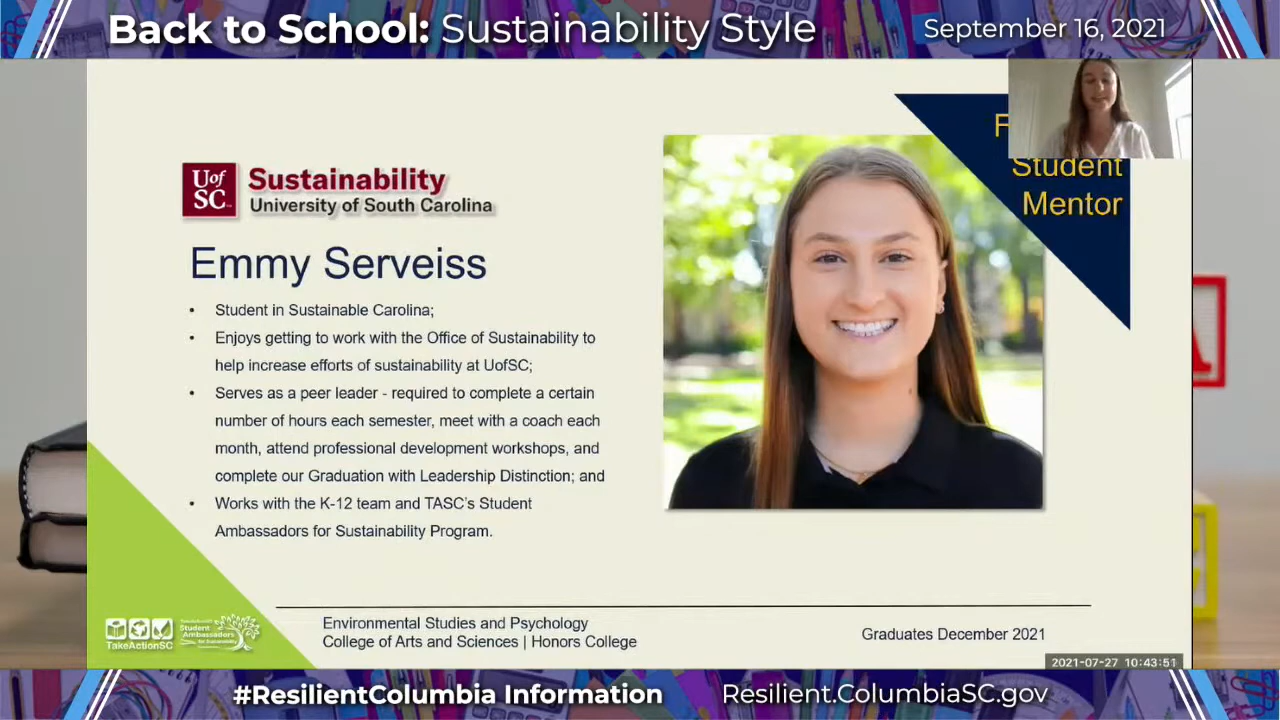 Back to School: Sustainability Style
September 16, 2021
F
Student
Mentor
UofSC
Sustainability
University of South Carolina
Emmy Serveiss
• Student in Sustainable Carolina;
• Enjoys getting to work with the Office of Sustainability to
help increase efforts of sustainability at UofSC;
• Serves as a peer leader - required to complete a certain
number of hours each semester, meet with a coach each
month, attend professional development workshops, and
complete our Graduation with Leadership Distinction; and
• Works with the K-12 team and TASC's Student
Ambassadors for Sustainability Program.
TakeActionSC
Student
Ambassadors
for Sustainability
Environmental Studies and Psychology
College of Arts and Sciences | Honors College
Graduates December 2021
2021-07-27 10:43:51
#ResilientColumbia Information
Resilient.ColumbiaSC.gov